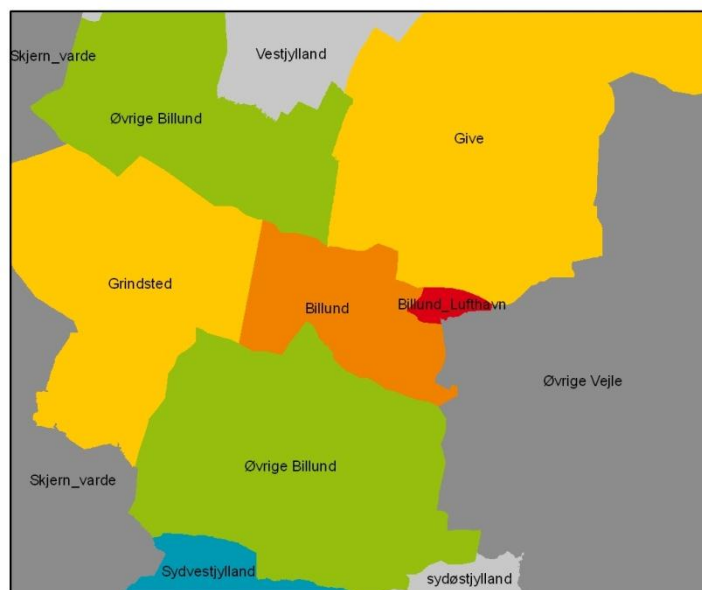 Skjern_varde
Vestjylland
Øvrige Billund
Give
Grindsted
Billund
Billund_Lufthavn
Øvrige Vejle
Øvrige Billund
Skjern_varde
Sydvestjylland
sydøstjylland